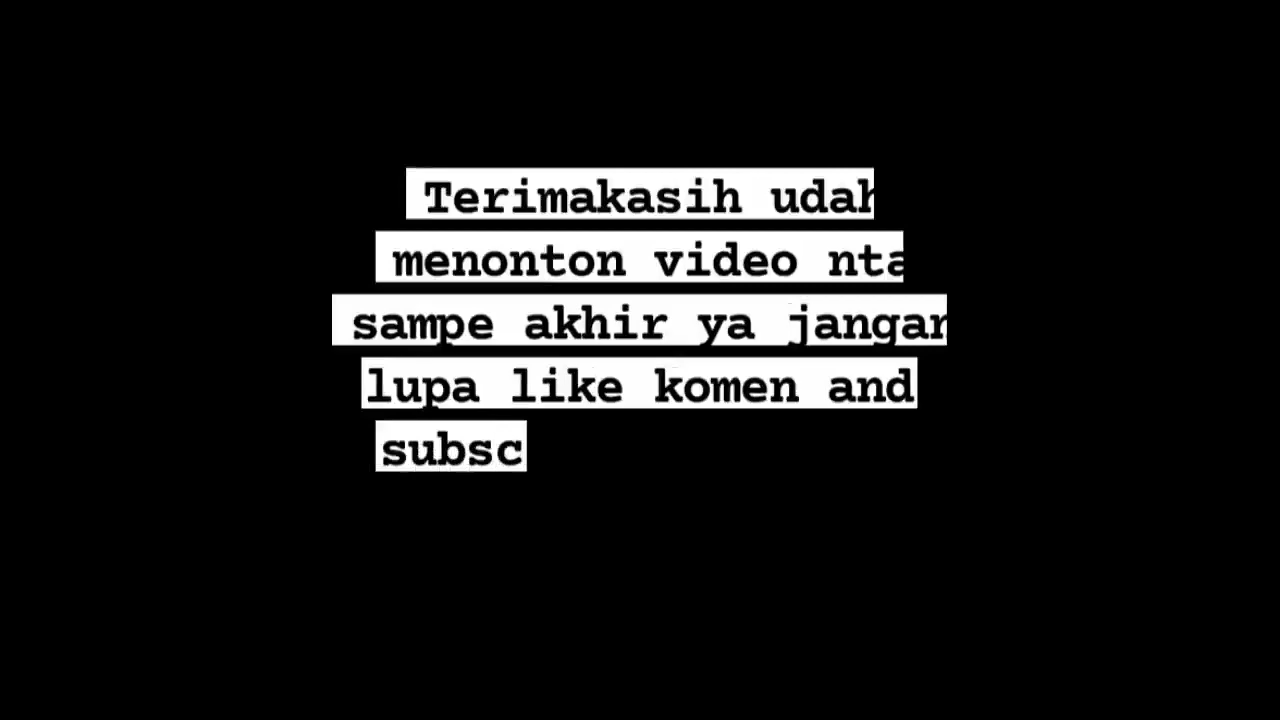 Terimakasih udah
menonton video nta
sampe akhir ya jangan
lupa like komen and
subsc